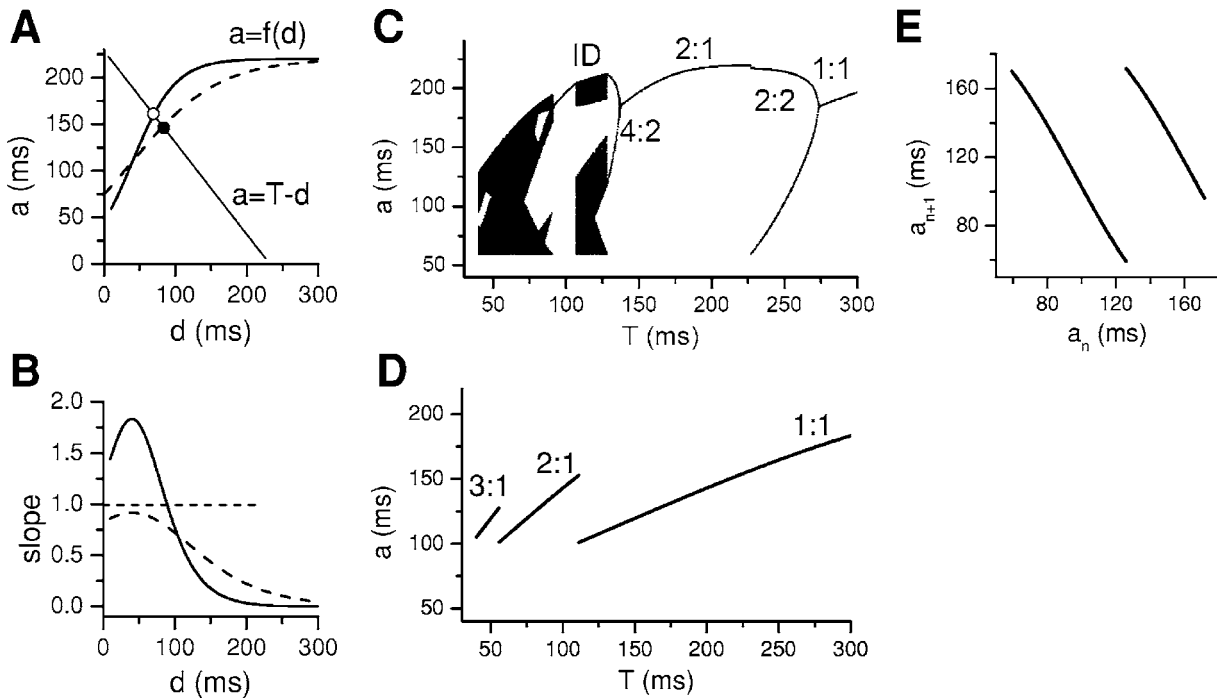 A
a=f(d)
200
150
100
50
0
a (ms)
a=T-d
0 100 200 300
d (ms)
C
200
150
100
50
a (ms)
ID
4:2
2:1
2:2
1:1
50 100 150 200 250 300
T (ms)
E
160
120
80
a_{n+1} (ms)
80 120 160
a_n (ms)
B
2.0
1.5
1.0
0.5
0.0
slope
0 100 200 300
d (ms)
D
200
150
100
50
a (ms)
3:1
2:1
1:1
50 100 150 200 250 300
T (ms)